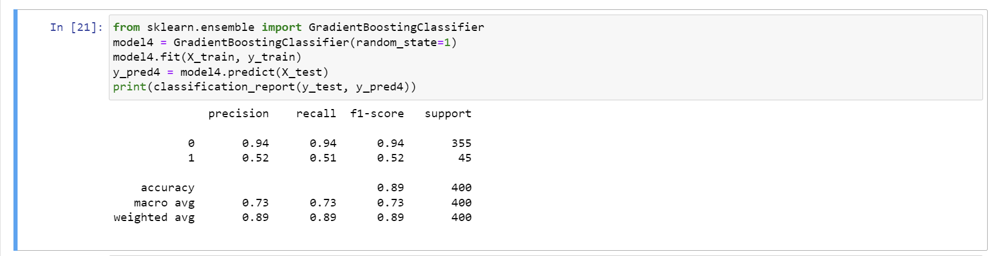 In [21]: from sklearn.ensemble import GradientBoostingClassifier
model4 = GradientBoostingClassifier(random_state=1)
model4.fit(X_train, y_train)
y_pred4 = model4.predict(X_test)
print(classification_report(y_test, y_pred4))
precision recall f1-score support
0 0.94 0.94 0.94 355
1 0.52 0.51 0.52 45
accuracy 0.89 400
macro avg 0.73 0.73 0.73 400
weighted avg 0.89 0.89 0.89 400